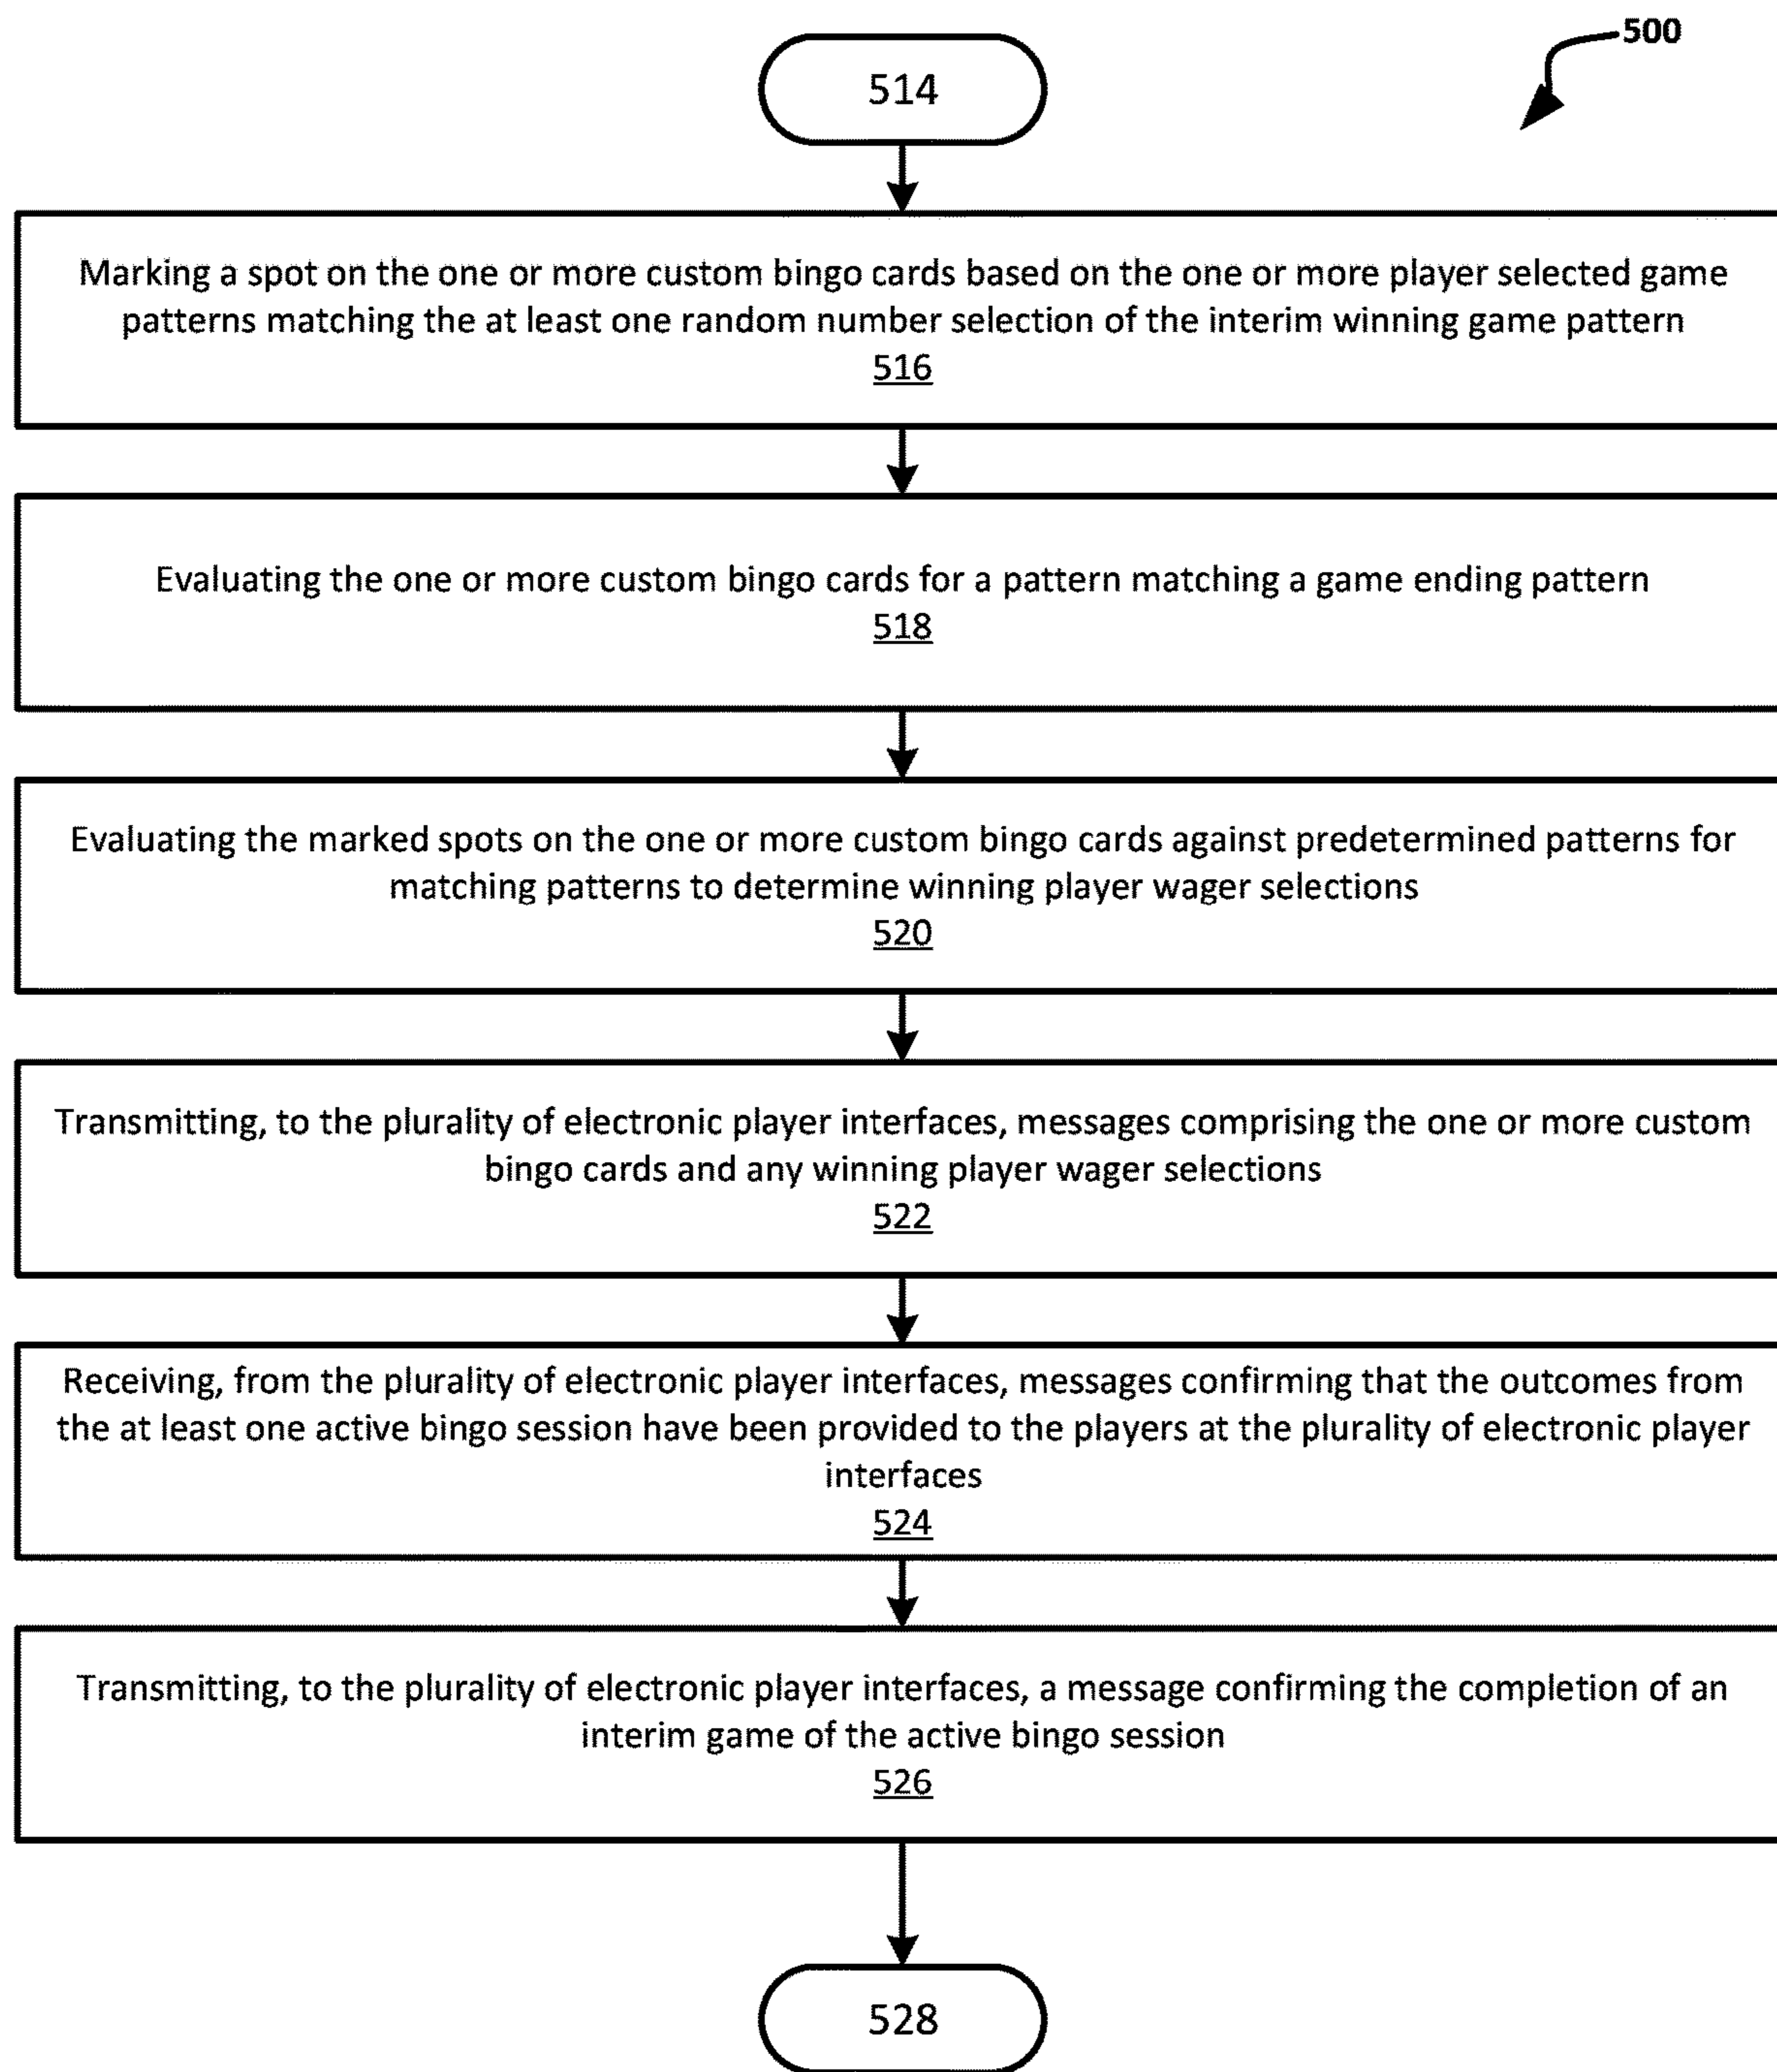 500
514
Marking a spot on the one or more custom bingo cards based on the one or more player selected game
patterns matching the at least one random number selection of the interim winning game pattern
516
Evaluating the one or more custom bingo cards for a pattern matching a game ending pattern
518
Evaluating the marked spots on the one or more custom bingo cards against predetermined patterns for
matching patterns to determine winning player wager selections
520
Transmitting, to the plurality of electronic player interfaces, messages comprising the one or more custom
bingo cards and any winning player wager selections
522
Receiving, from the plurality of electronic player interfaces, messages confirming that the outcomes from
the at least one active bingo session have been provided to the players at the plurality of electronic player
interfaces
524
Transmitting, to the plurality of electronic player interfaces, a message confirming the completion of an
interim game of the active bingo session
526
528